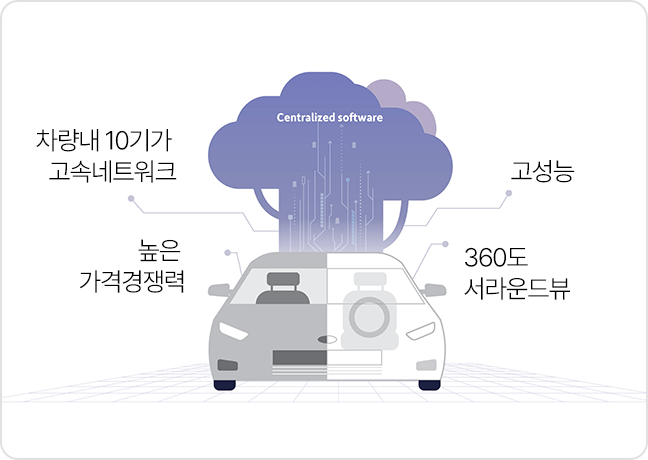 Centralized software
차량내 10기가
고속네트워크
고성능
높은
가격경쟁력
360도
서라운드뷰